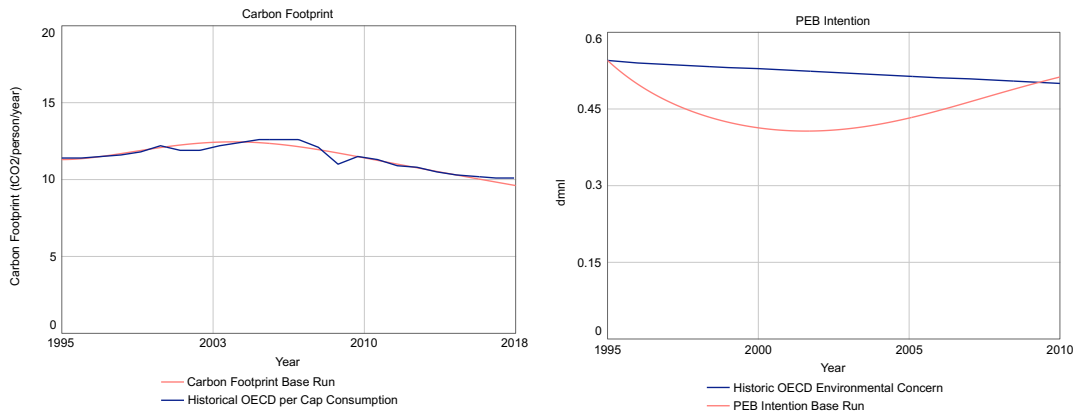 Carbon Footprint
20
15
10
5
0
Carbon Footprint (tCO2/person/year)
1995
2003
2010
2018
Year
Carbon Footprint Base Run
Historical OECD per Cap Consumption
PEB Intention
0.6
0.45
0.3
0.15
0
dmnl
1995
2000
2005
2010
Year
Historic OECD Environmental Concern
PEB Intention Base Run